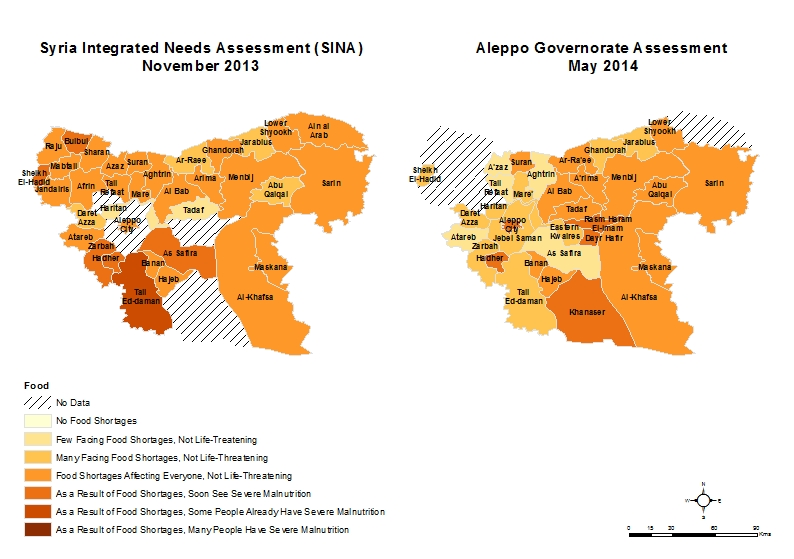 Syria Integrated Needs Assessment (SINA)
November 2013
Aleppo Governorate Assessment
May 2014
Lower
Shyookh
Ain al
Arab
Bulbul
Raju
Sharan
Jarablus
Ghandorah
Ar-Raee
Mabtali
Azaz
Suran
Aghtrin
Sheikh
El-Hadid
Jandairis
Afrin
Tall
Refaat
Mare
Arima
Menbij
Al Bab
Abu
Qalqal
Sarin
Haritan
Daret
Azza
Aleppo
City
Tadaf
Atareb
Zarbah
Hadher
As Safira
Banan
Hajeb
Tall
Ed-daman
Maskana
Al-Khafsa
Lower
Shyookh
Jarablus
Ghandorah
Sheikh
El-Hadid
A'zaz
Suran
Ar-Ra'ee
Aghtrin
Tall
Refaat
Mare'
A'rima
Menbij
Al Bab
Abu
Qalqal
Sarin
Haritan
Daret
Azza
Aleppo
City
Tadaf
Rasm Haram
El-Imam
Eastern
Kwaires
Dayr Hafir
Atareb
Jebel Saman
Zarbah
Hadher
As Safira
Banan
Hajeb
Tall
Ed-daman
Maskana
Al-Khafsa
Khanaser
Food
No Data
No Food Shortages
Few Facing Food Shortages, Not Life-Treatening
Many Facing Food Shortages, Not Life-Threatening
Food Shortages Affecting Everyone, Not Life-Threatening
As a Result of Food Shortages, Soon See Severe Malnutrition
As a Result of Food Shortages, Some People Already Have Severe Malnutrition
As a Result of Food Shortages, Many People Have Severe Malnutrition
N
W
E
S
0 15 30 60 90
Kms